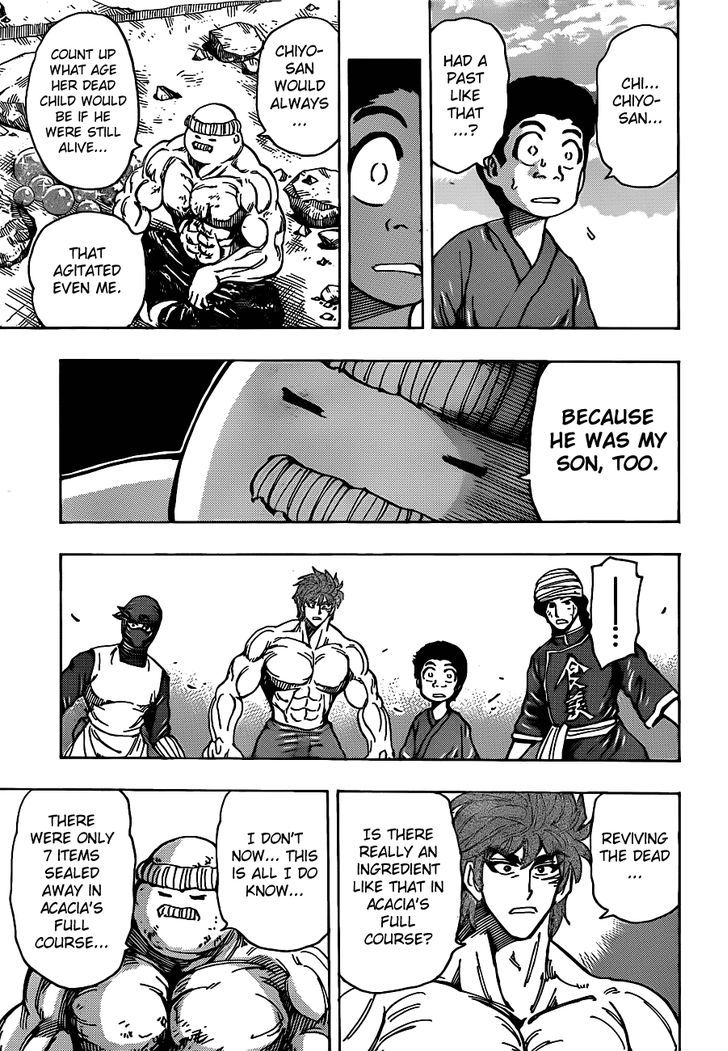 CHI...
CHIYO-
SAN...
HAD A
PAST
LIKE
THAT
...?
CHIYO-
SAN
WOULD
ALWAYS
...
COUNT UP
WHAT AGE
HER DEAD
CHILD WOULD
BE IF HE
WERE STILL
ALIVE...
THAT
AGITATED
EVEN ME.
BECAUSE
HE WAS MY
SON, TOO.
......
食義
REVIVING
THE DEAD
...
IS THERE
REALLY AN
INGREDIENT
LIKE THAT IN
ACACIA'S
FULL
COURSE?
I DON'T
NOW... THIS
IS ALL I DO
KNOW...
THERE
WERE ONLY
7 ITEMS
SEALED
AWAY IN
ACACIA'S
FULL
COURSE...